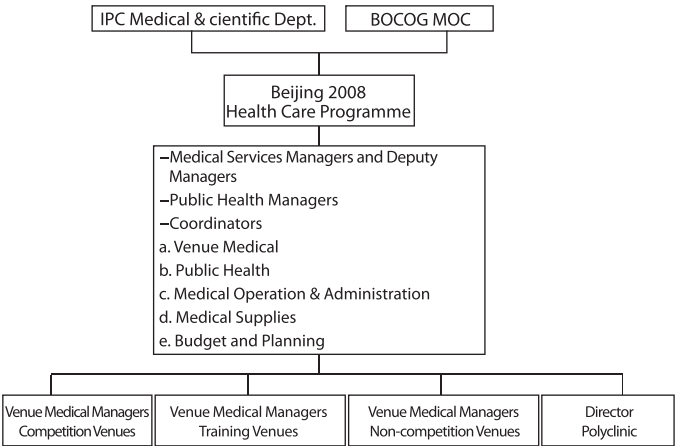 IPC Medical & cientific Dept.
BOCOG MOC
Beijing 2008
Health Care Programme
–Medical Services Managers and Deputy
Managers
–Public Health Managers
–Coordinators
a. Venue Medical
b. Public Health
c. Medical Operation & Administration
d. Medical Supplies
e. Budget and Planning
Venue Medical Managers
Competition Venues
Venue Medical Managers
Training Venues
Venue Medical Managers
Non-competition Venues
Director
Polyclinic